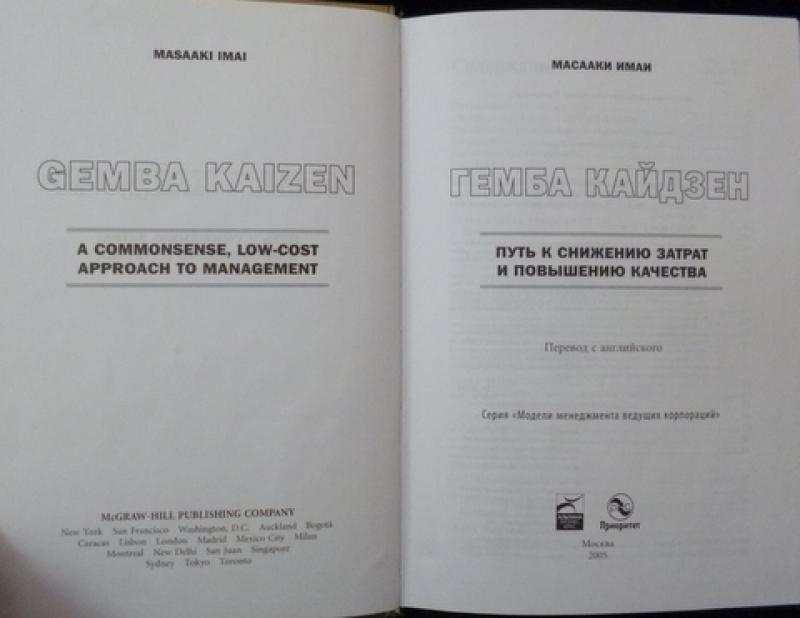 MASAAKI IMAI
GEMBA KAIZEN
A COMMONSENSE, LOW-COST
APPROACH TO MANAGEMENT
McGRAW-HILL PUBLISHING COMPANY
New York San Francisco Washington, D.C. Auckland Bogotá
Caracas Lisbon London Madrid Mexico City Milan
Montreal New Delhi San Juan Singapore
Sydney Tokyo Toronto
МАСААКИ ИМАИ
ГЕМБА КАЙДЗЕН
ПУТЬ К СНИЖЕНИЮ ЗАТРАТ
И ПОВЫШЕНИЮ КАЧЕСТВА
Перевод с английского
Серия «Модели менеджмента ведущих корпораций»
Приоритет
Москва
2005